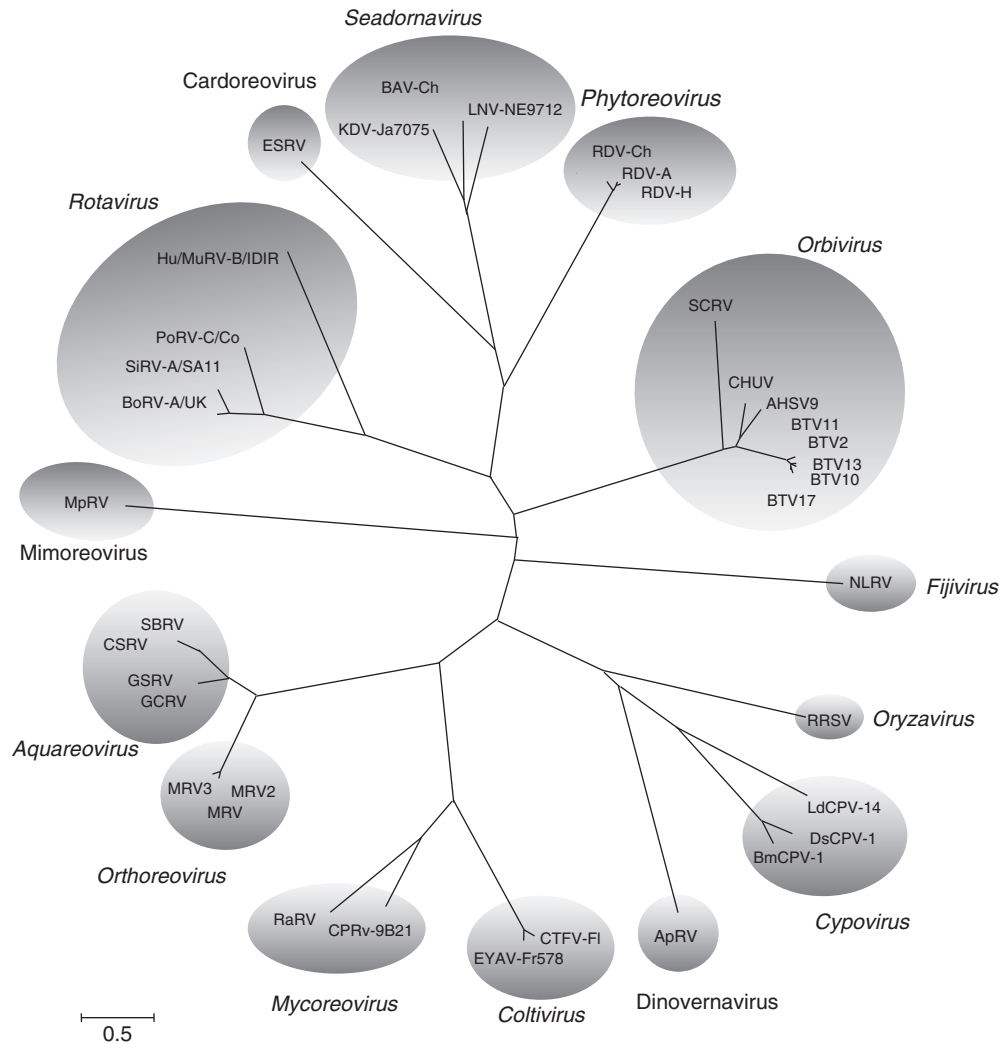 Seadornavirus
Cardoreovirus
BAV-Ch
LNV-NE9712
Phytoreovirus
KDV-Ja7075
ESRV
RDV-Ch
RDV-A
RDV-H
Rotavirus
Orbivirus
Hu/MuRV-B/IDIR
SCRV
PoRV-C/Co
SiRV-A/SA11
CHUV
BoRV-A/UK
AHSV9
BTV11
BTV2
BTV13
BTV10
BTV17
MpRV
Mimoreovirus
NLRV
Fijivirus
SBRV
CSRV
GSRV
GCRV
RRSV
Oryzavirus
Aquareovirus
MRV3
MRV2
MRV
LdCPV-14
DsCPV-1
BmCPV-1
Orthoreovirus
RaRV
CPRv-9B21
Cypovirus
CTFV-Fl
EYAV-Fr578
ApRV
Mycoreovirus
Coltivirus
Dinovernavirus
0.5